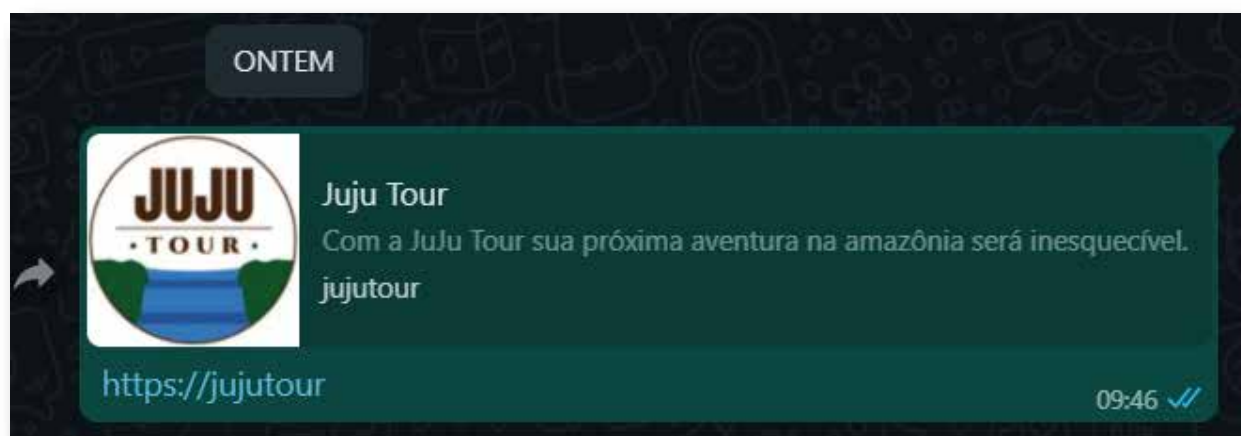 ONTEM
JUJU
• TOUR •
Juju Tour
Com a JuJu Tour sua próxima aventura na amazônia será inesquecível.
jujutour
https://jujutour
09:46